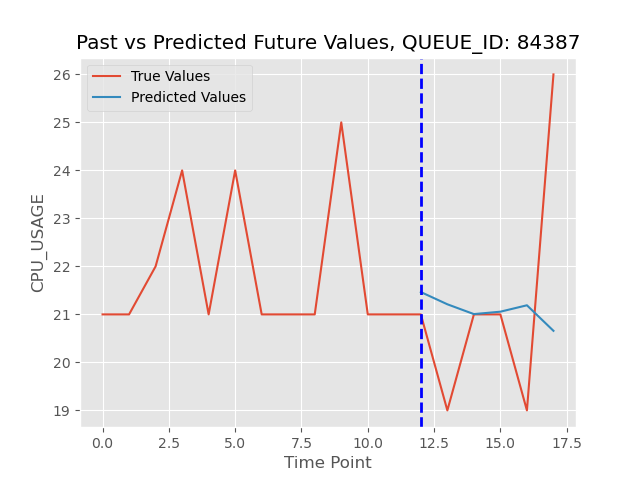 Past vs Predicted Future Values, QUEUE_ID: 84387
True Values
Predicted Values
CPU_USAGE
26
25
24
23
22
21
20
19
0.0 2.5 5.0 7.5 10.0 12.5 15.0 17.5
Time Point